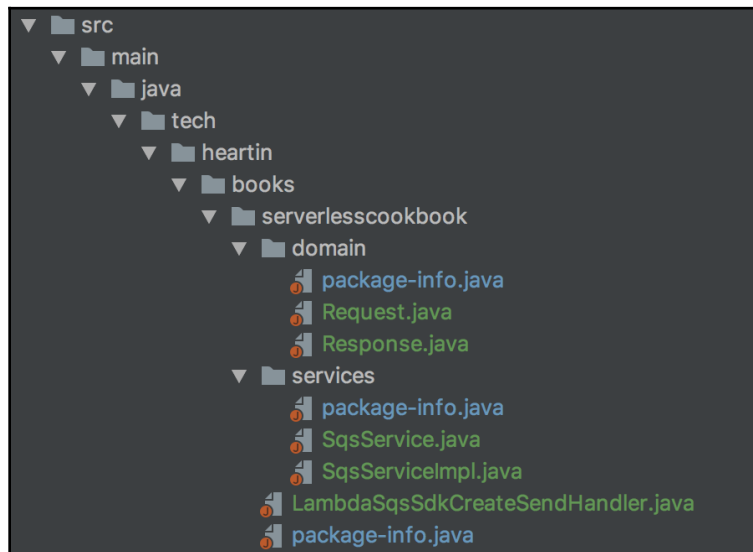 src
main
java
tech
heartin
books
serverlesscookbook
domain
package-info.java
Request.java
Response.java
services
package-info.java
SqsService.java
SqsServiceImpl.java
LambdaSqsSdkCreateSendHandler.java
package-info.java